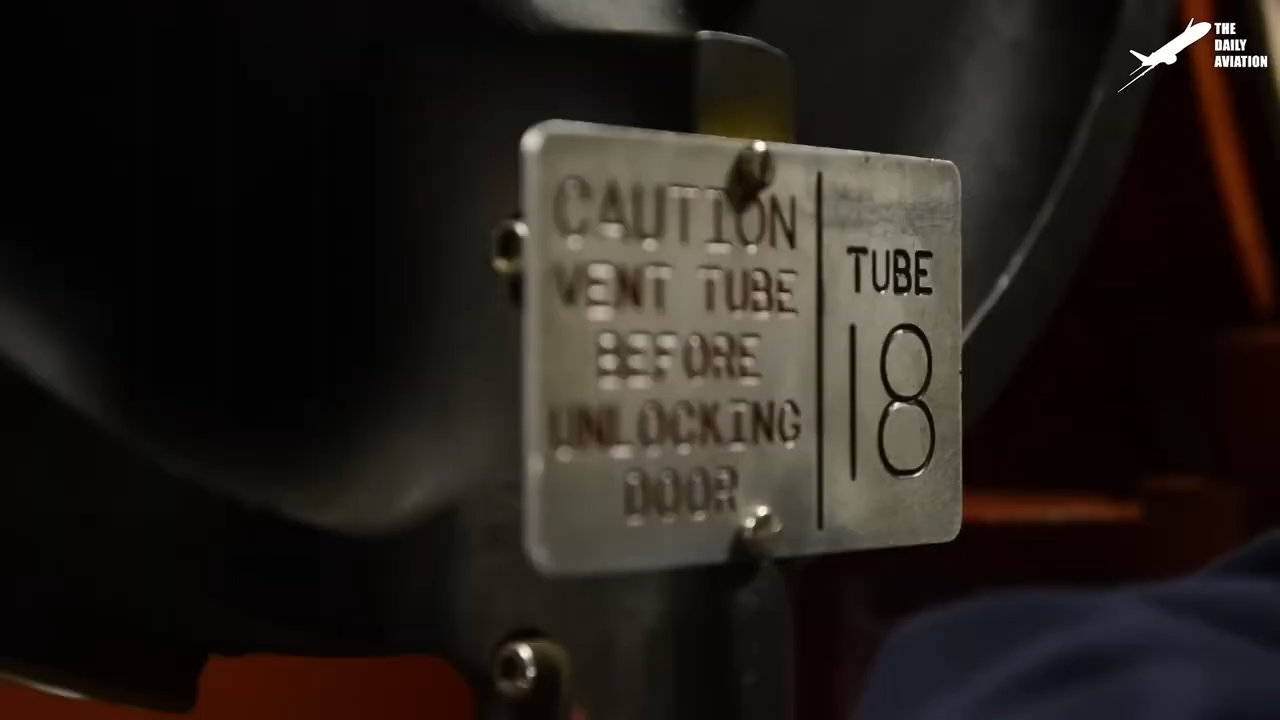 CAUTION
VENT TUBE
BEFORE
UNLOCKING
DOOR
TUBE
18
THE
DAILY
AVIATION